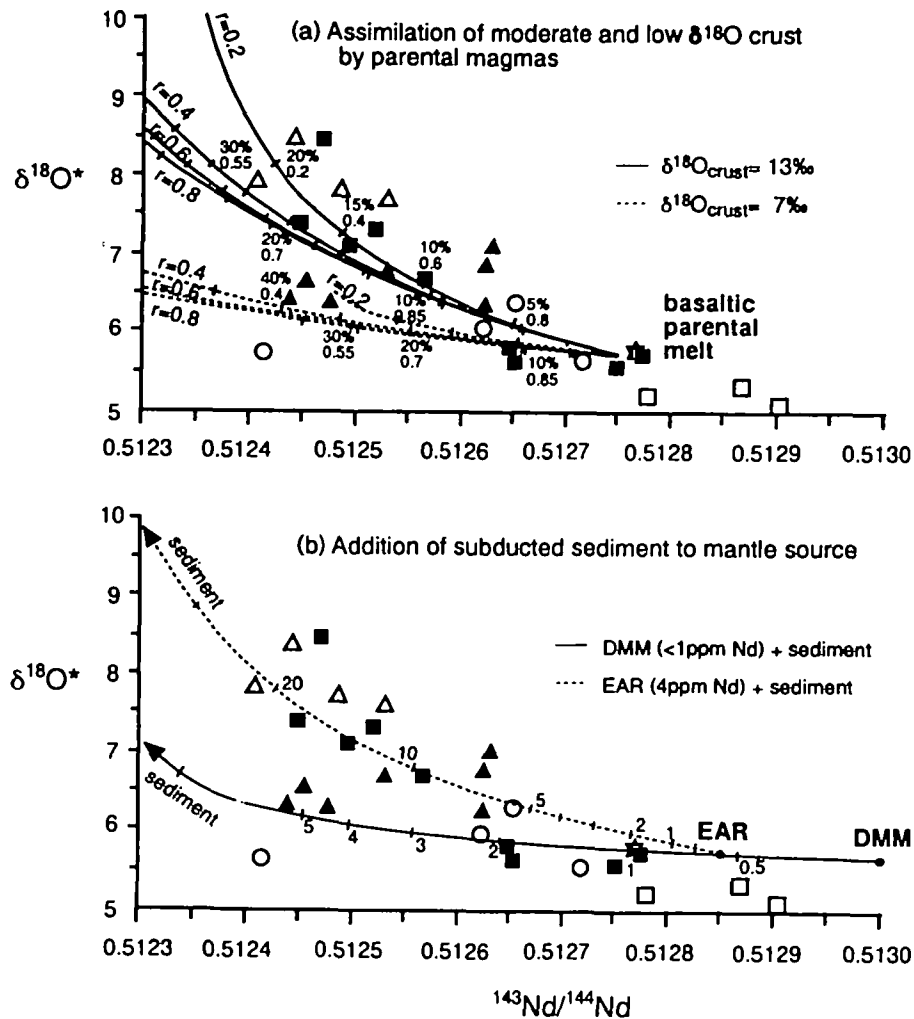 (a) Assimilation of moderate and low δ¹⁸O crust
by parental magmas
10
9
8
7
6
5
δ¹⁸O*
r=0.2
r=0.4
r=0.6
r=0.8
30%
0.55
20%
0.2
15%
0.4
20%
0.7
10%
0.6
10%
0.85
5%
0.8
r=0.4
r=0.6
r=0.8
r=0.2
40%
0.4
30%
0.55
20%
0.7
10%
0.85
δ¹⁸Ocrust= 13‰
δ¹⁸Ocrust= 7‰
basaltic
parental
melt
0.5123 0.5124 0.5125 0.5126 0.5127 0.5128 0.5129 0.5130
(b) Addition of subducted sediment to mantle source
10
9
8
7
6
5
δ¹⁸O*
sediment
sediment
DMM (<1ppm Nd) + sediment
EAR (4ppm Nd) + sediment
20
10
5
2
1
EAR
DMM
5
4
3
2
1
0.5
0.5123 0.5124 0.5125 0.5126 0.5127 0.5128 0.5129 0.5130
¹⁴³Nd/¹⁴⁴Nd